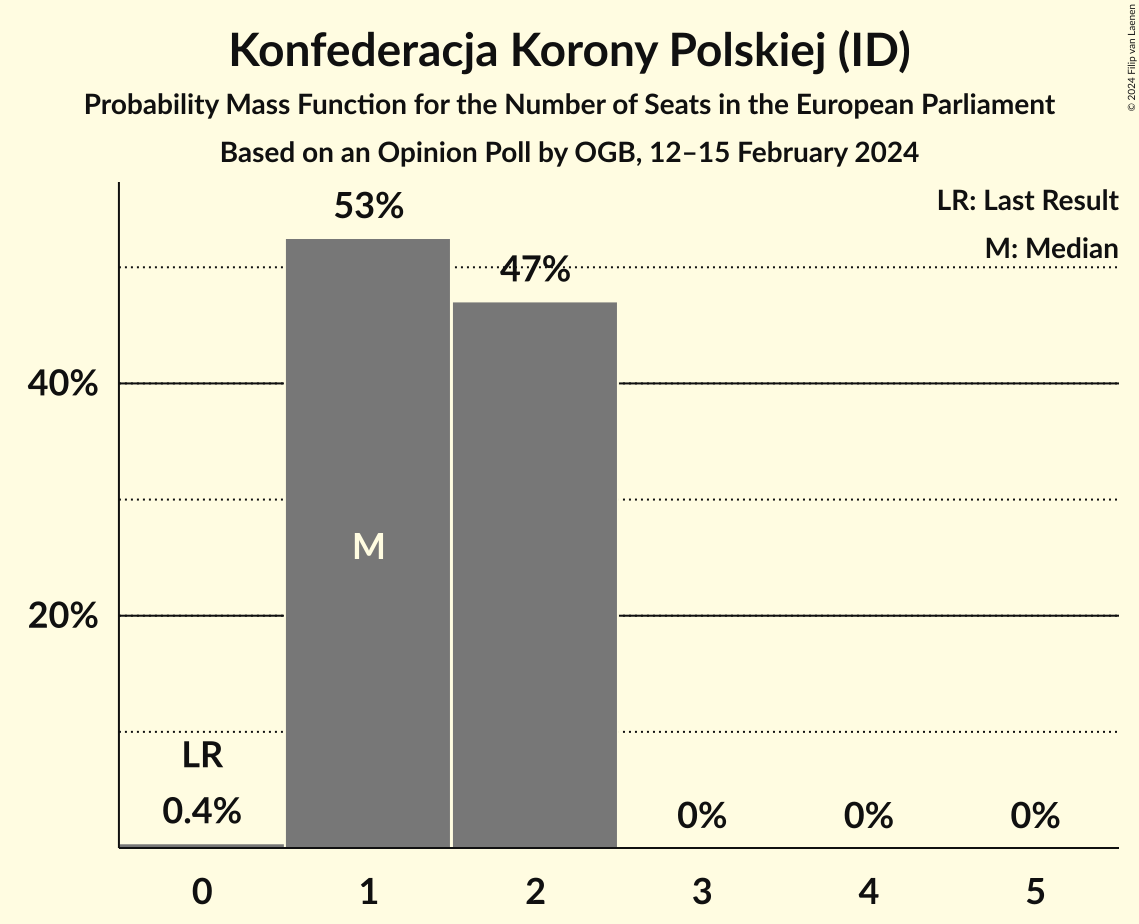 Konfederacja Korony Polskiej (ID)
Probability Mass Function for the Number of Seats in the European Parliament
Based on an Opinion Poll by OGB, 12–15 February 2024
© 2024 Filip van Laenen
LR: Last Result
M: Median
53%
47%
40%
M
20%
LR
0.4%
0%
0%
0%
0
1
2
3
4
5